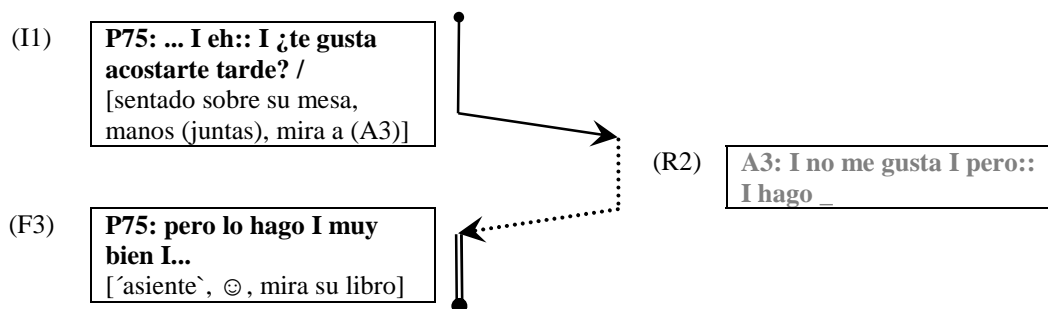 (I1)
P75: ... I eh:: I ¿te gusta
acostarte tarde? /
[sentado sobre su mesa,
manos (juntas), mira a (A3)]
(R2)
A3: I no me gusta I pero::
I hago _
(F3)
P75: pero lo hago I muy
bien I...
[´asiente`, ☺, mira su libro]